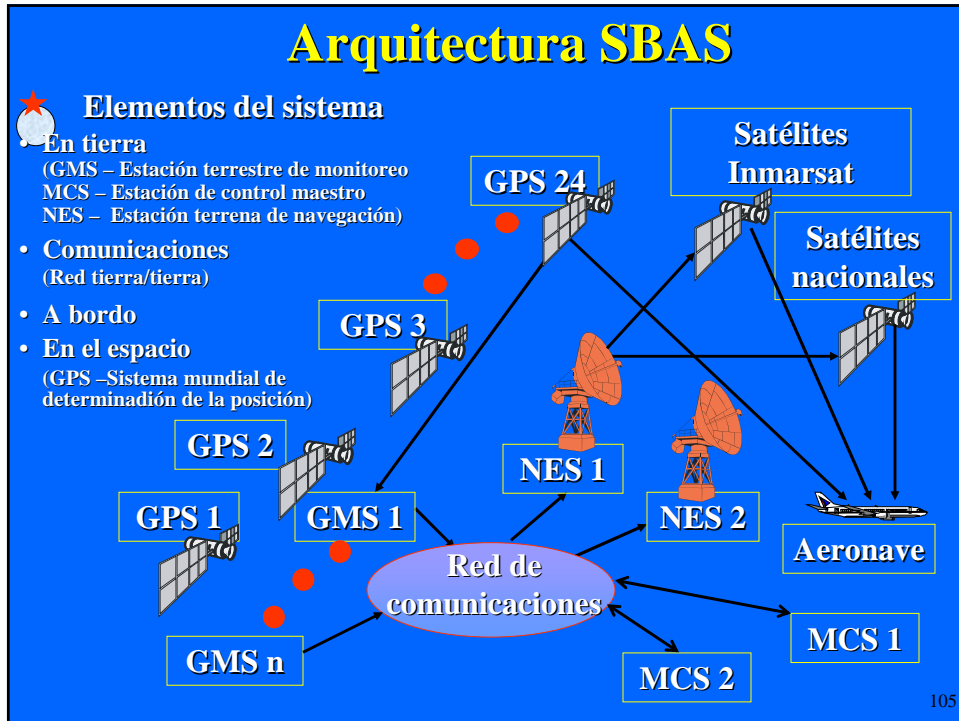 Arquitectura SBAS
Elementos del sistema
• En tierra
(GMS – Estación terrestre de monitoreo
MCS – Estación de control maestro
NES – Estación terrena de navegación)
• Comunicaciones
(Red tierra/tierra)
• A bordo
• En el espacio
(GPS –Sistema mundial de
determinadión de la posición)
Satélites
Inmarsat
GPS 24
Satélites
nacionales
GPS 3
GPS 2
NES 1
GPS 1
GMS 1
NES 2
Aeronave
Red de
comunicaciones
MCS 1
GMS n
MCS 2
105